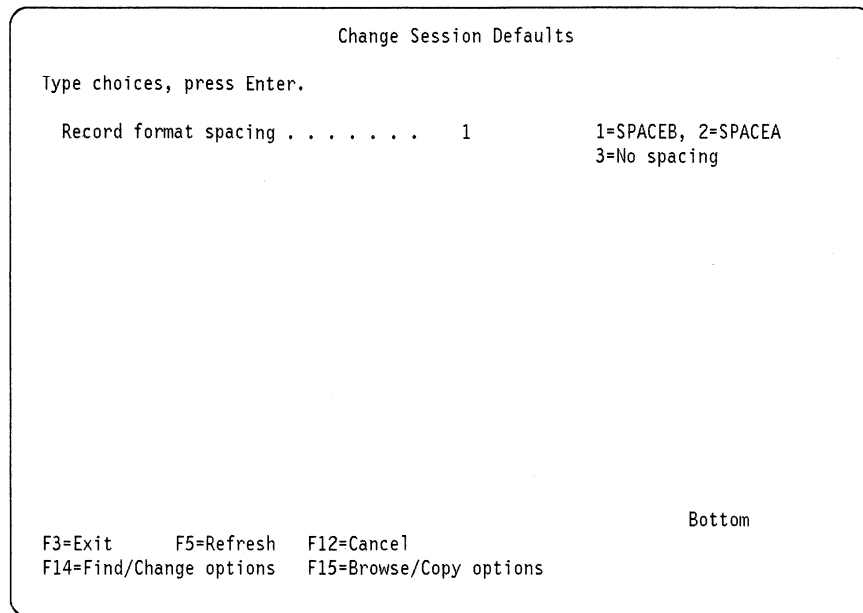 Change Session Defaults
Type choices, press Enter.
Record format spacing . . . . . . . 1 1=SPACEB, 2=SPACEA
3=No spacing
Bottom
F3=Exit F5=Refresh F12=Cancel
F14=Find/Change options F15=Browse/Copy options